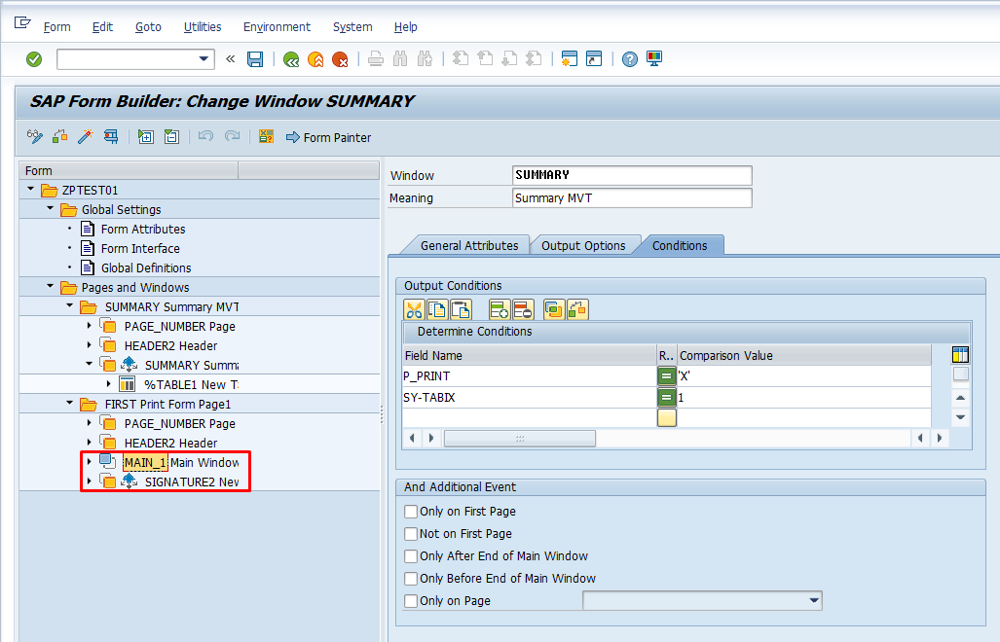 Form Edit Goto Utilities Environment System Help
SAP Form Builder: Change Window SUMMARY
Form Painter
Form
ZPTEST01
Global Settings
Form Attributes
Form Interface
Global Definitions
Pages and Windows
SUMMARY Summary MVT
PAGE_NUMBER Page
HEADER2 Header
SUMMARY Summa
%TABLE1 New T
FIRST Print Form Page1
PAGE_NUMBER Page
HEADER2 Header
MAIN_1 Main Window
SIGNATURE2 New
Window SUMMARY
Meaning Summary MVT
General Attributes Output Options Conditions
Output Conditions
Determine Conditions
Field Name R.. Comparison Value
P_PRINT = 'X'
SY-TABIX = 1
And Additional Event
Only on First Page
Not on First Page
Only After End of Main Window
Only Before End of Main Window
Only on Page